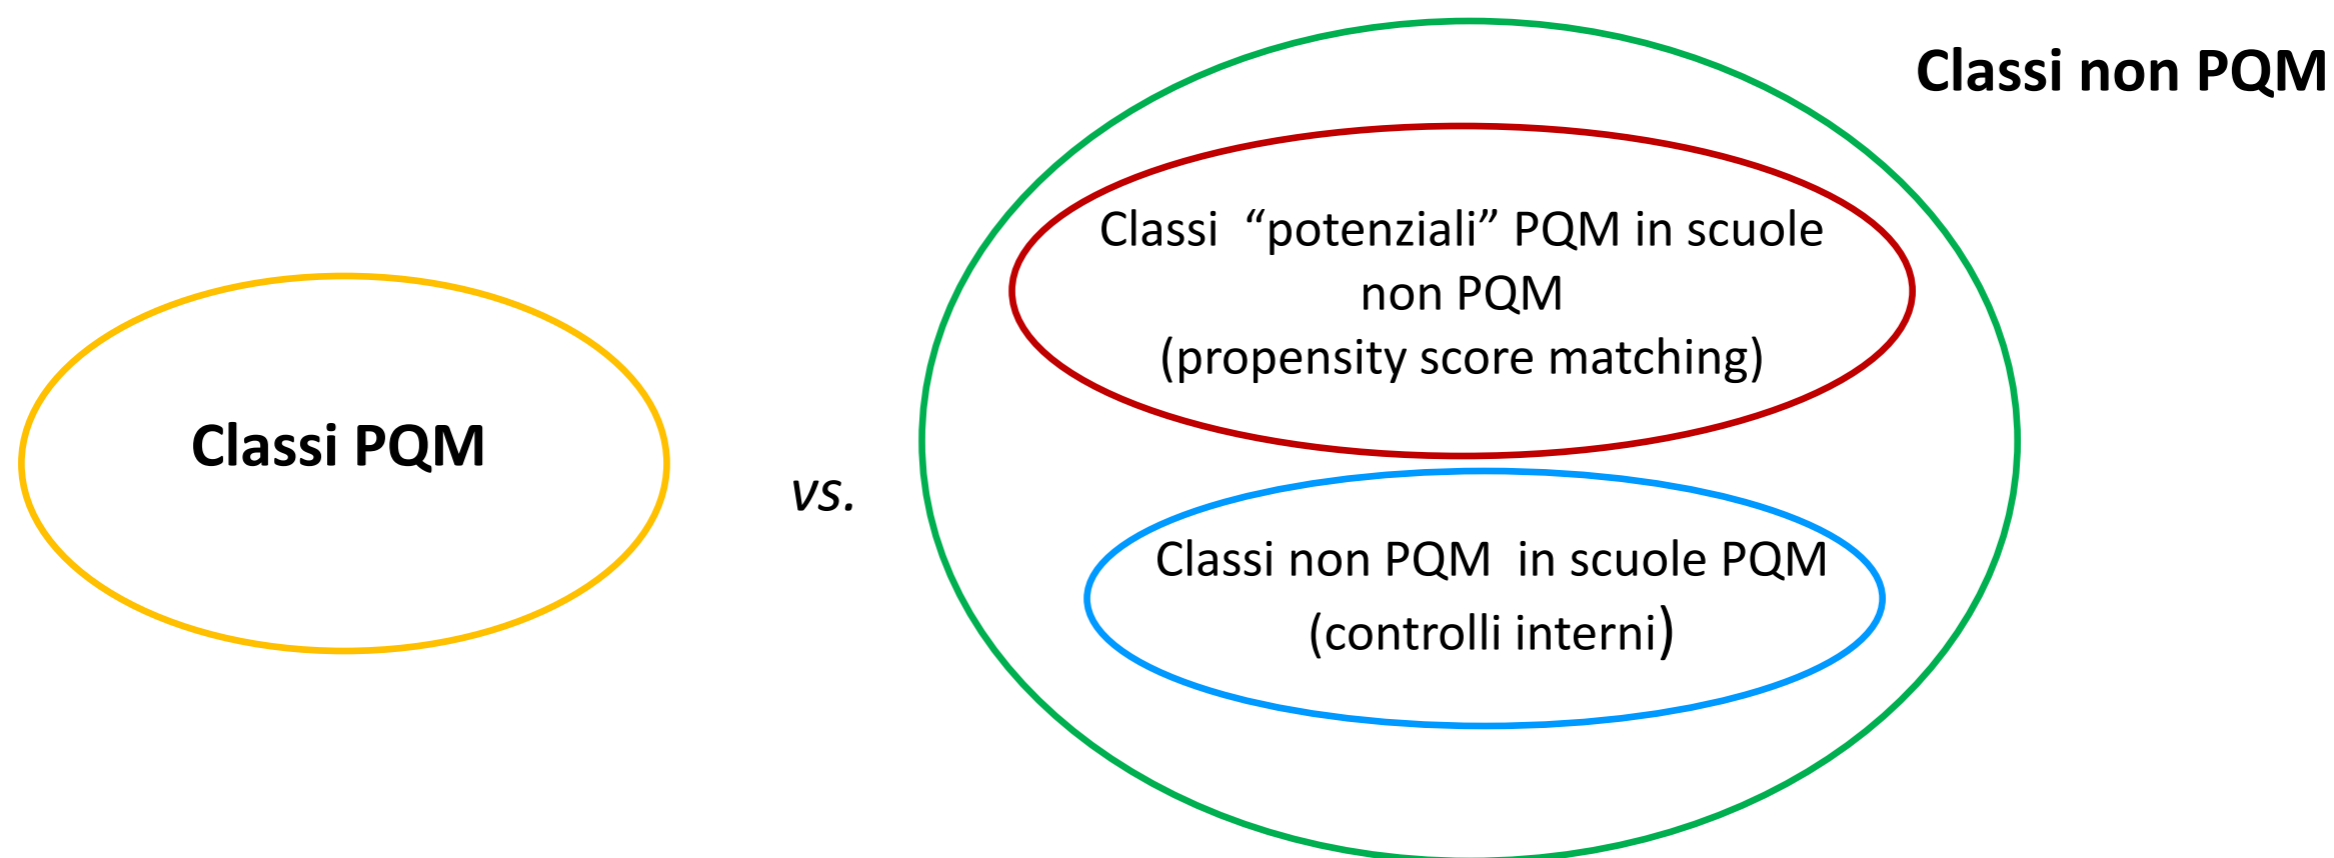 Classi non PQM
Classi “potenziali” PQM in scuole
non PQM
(propensity score matching)
Classi PQM
vs.
Classi non PQM in scuole PQM
(controlli interni)